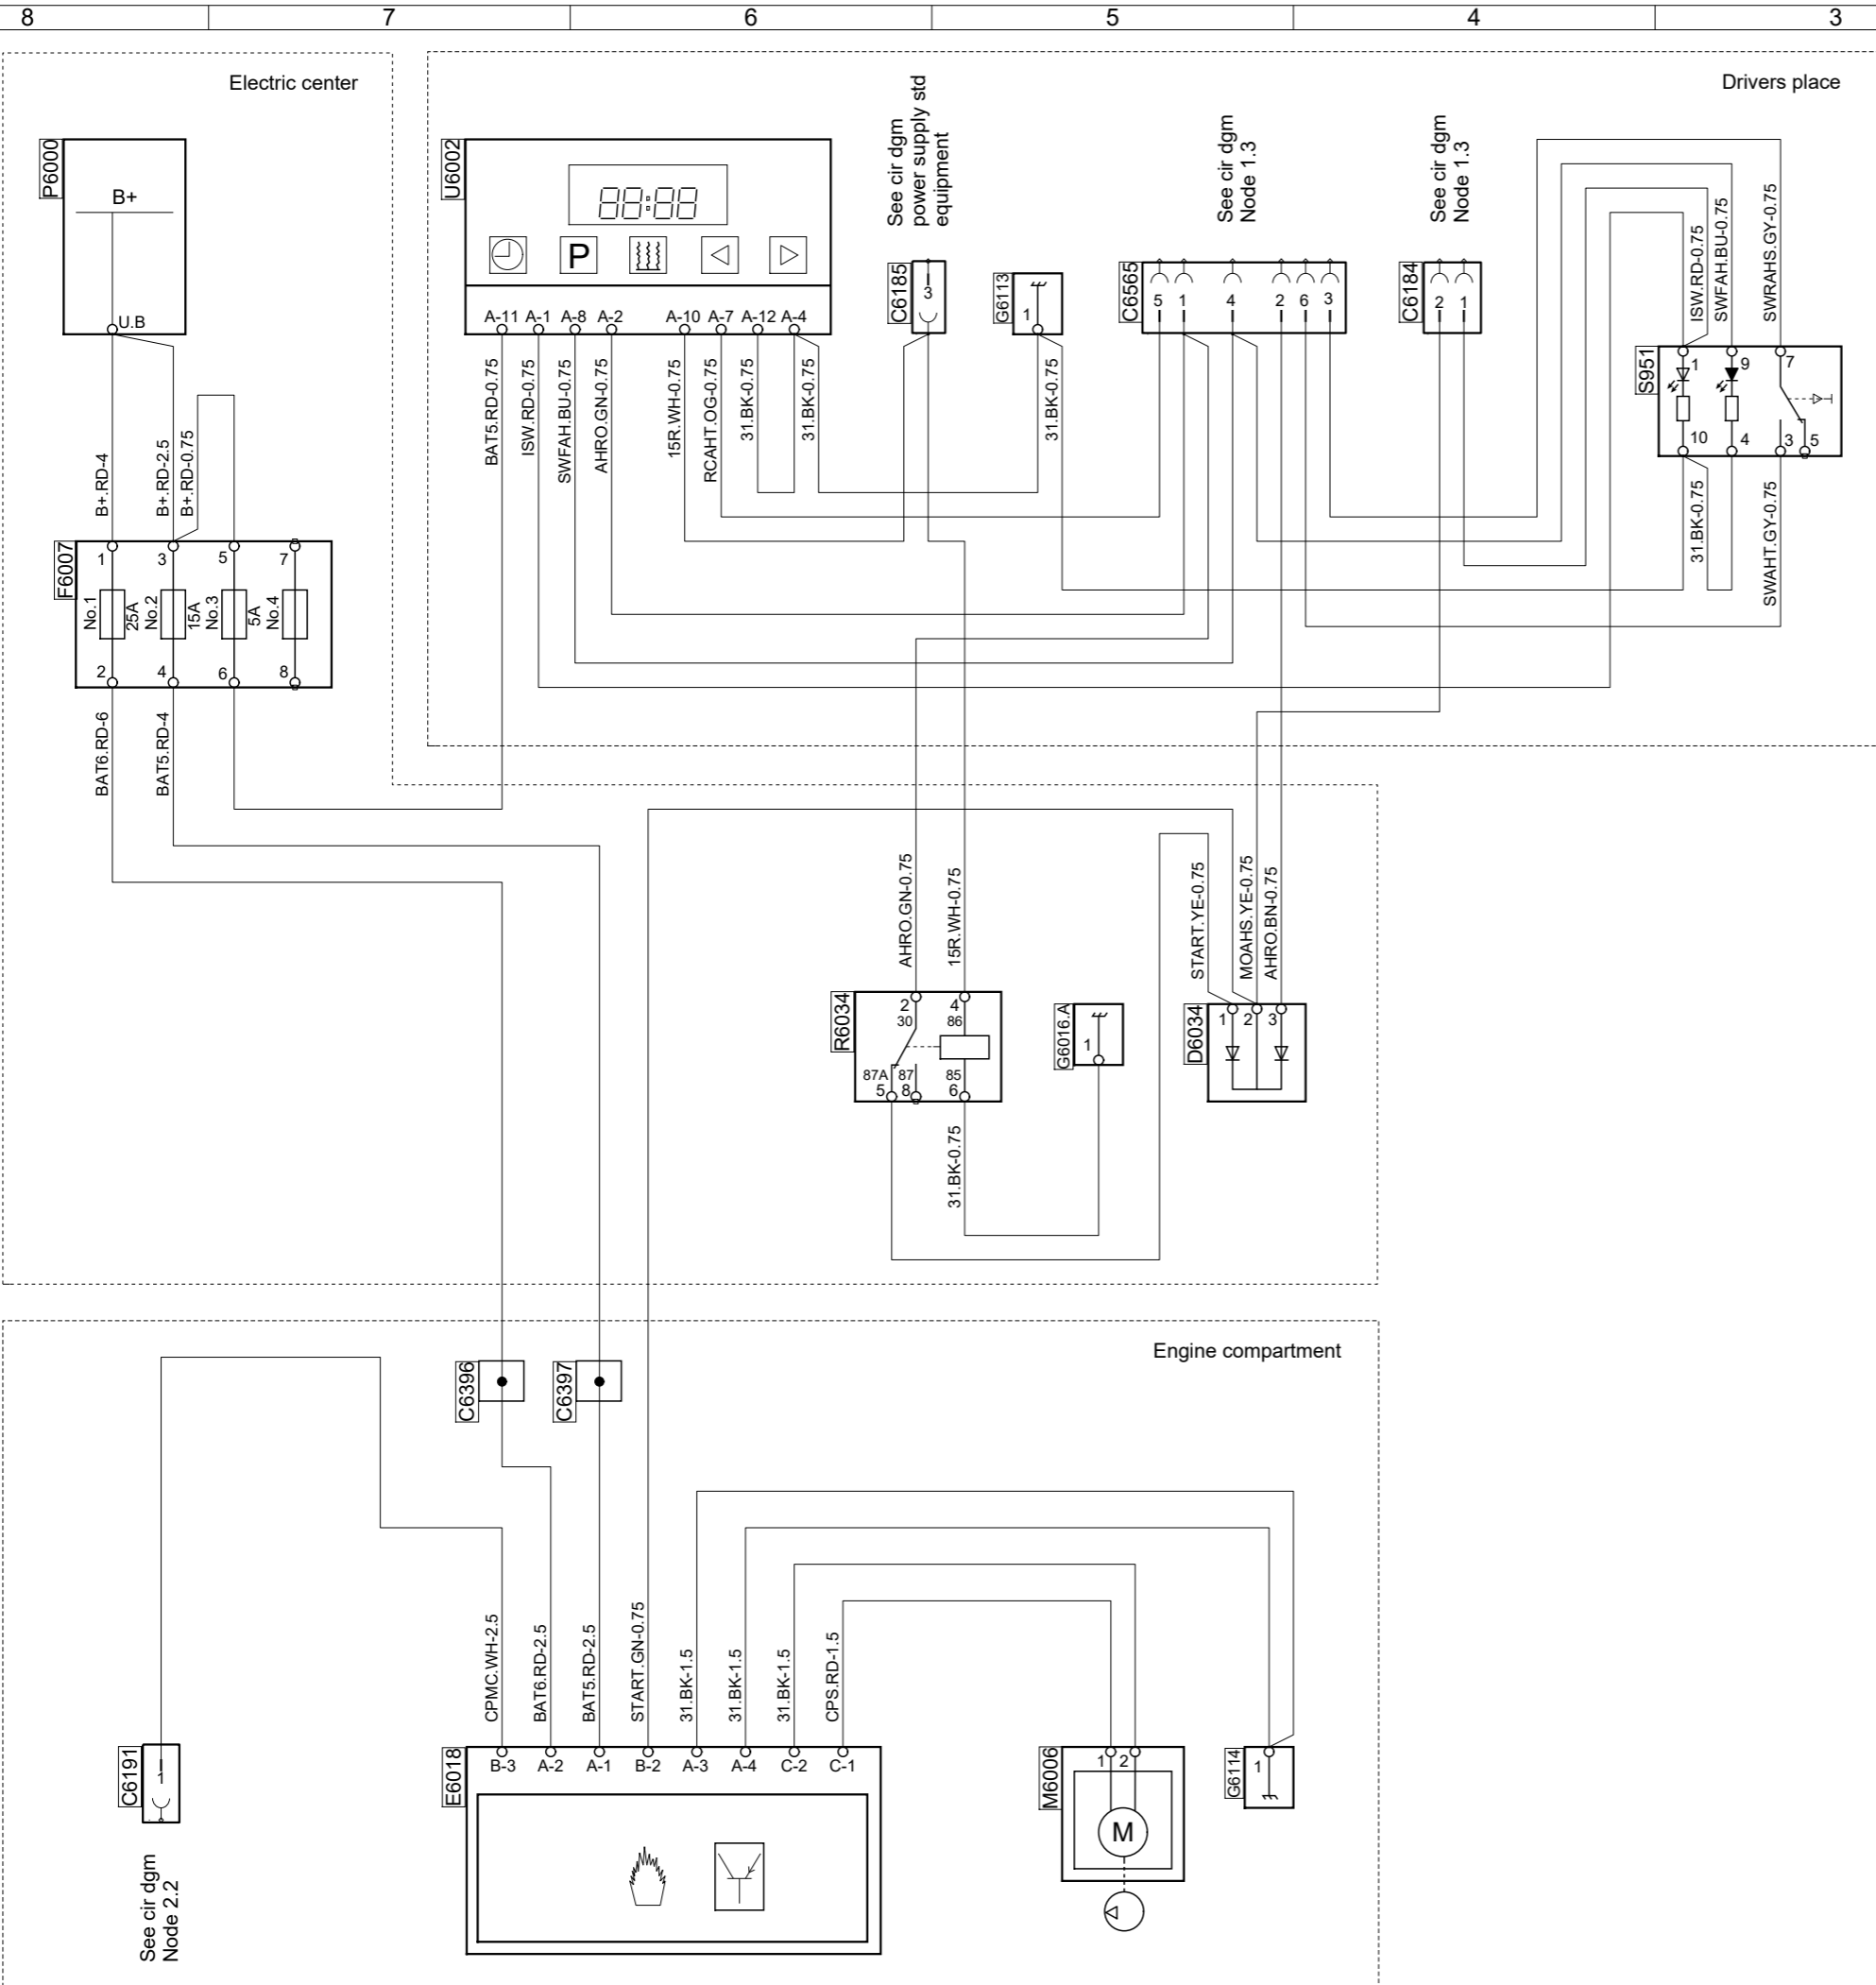 8 7 6 5 4 3
Electric center
Drivers place
P6000
B+
U.B
U6002
88:88
P
A-11 A-1 A-8 A-2 A-10 A-7 A-12 A-4
See cir dgm
power supply std
equipment
C6185
3
G6113
1
See cir dgm
Node 1.3
C6565
5 1 4 2 6 3
See cir dgm
Node 1.3
C6184
2 1
ISW.RD-0.75
SWFAH.BU-0.75
SWRAHS.GY-0.75
S951
1 9 7
10 4 3 5
31.BK-0.75
SWAHT.GY-0.75
BAT5.RD-0.75
ISW.RD-0.75
SWFAH.BU-0.75
AHRO.GN-0.75
15R.WH-0.75
RCAHT.OG-0.75
31.BK-0.75
31.BK-0.75
31.BK-0.75
B+.RD-4
B+.RD-2.5
B+.RD-0.75
F6007
1 3 5 7
No.1
25A
No.2
15A
No.3
5A
No.4
2 4 6 8
BAT6.RD-6
BAT5.RD-4
AHRO.GN-0.75
15R.WH-0.75
START.YE-0.75
MOAHS.YE-0.75
AHRO.BN-0.75
R6034
2 4
30 86
87A 87 85
5 8 6
31.BK-0.75
G6016.A
1
D6034
1 2 3
Engine compartment
C6396
C6397
CPMC.WH-2.5
BAT6.RD-2.5
BAT5.RD-2.5
START.GN-0.75
31.BK-1.5
31.BK-1.5
31.BK-1.5
CPS.RD-1.5
C6191
1
See cir dgm
Node 2.2
E6018
B-3 A-2 A-1 B-2 A-3 A-4 C-2 C-1
M6006
1 2
M
G6114
1